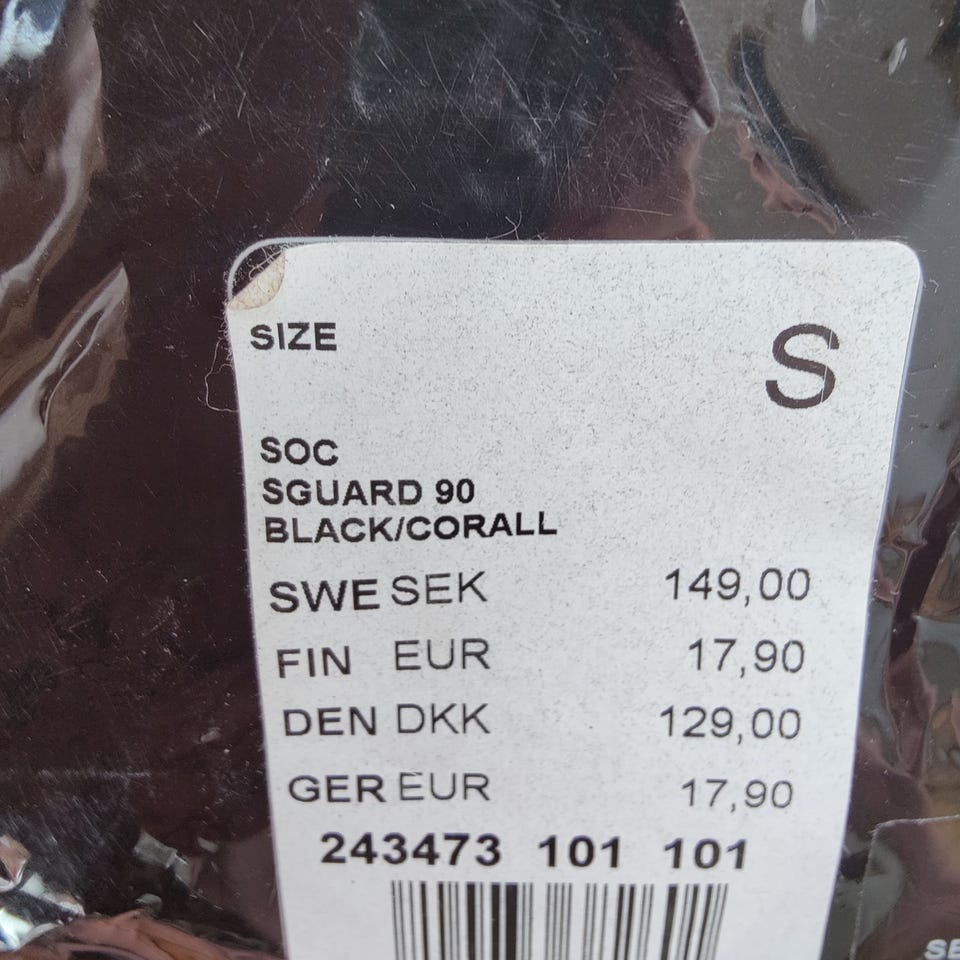 SIZE S
SOC
SGUARD 90
BLACK/CORALL
SWE SEK 149,00
FIN EUR 17,90
DEN DKK 129,00
GER EUR 17,90
243473 101 101